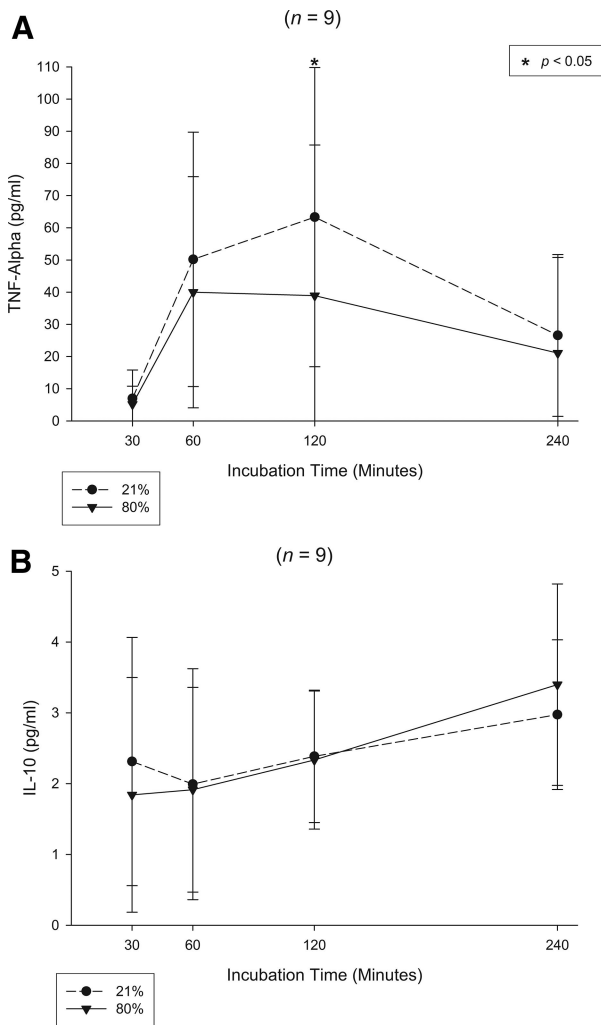 A
(n = 9)
* p < 0.05
*
110
100
90
80
70
60
50
40
30
20
10
0
TNF-Alpha (pg/ml)
30 60 120 240
Incubation Time (Minutes)
21%
80%
B
(n = 9)
5
4
3
2
1
0
IL-10 (pg/ml)
30 60 120 240
Incubation Time (Minutes)
21%
80%